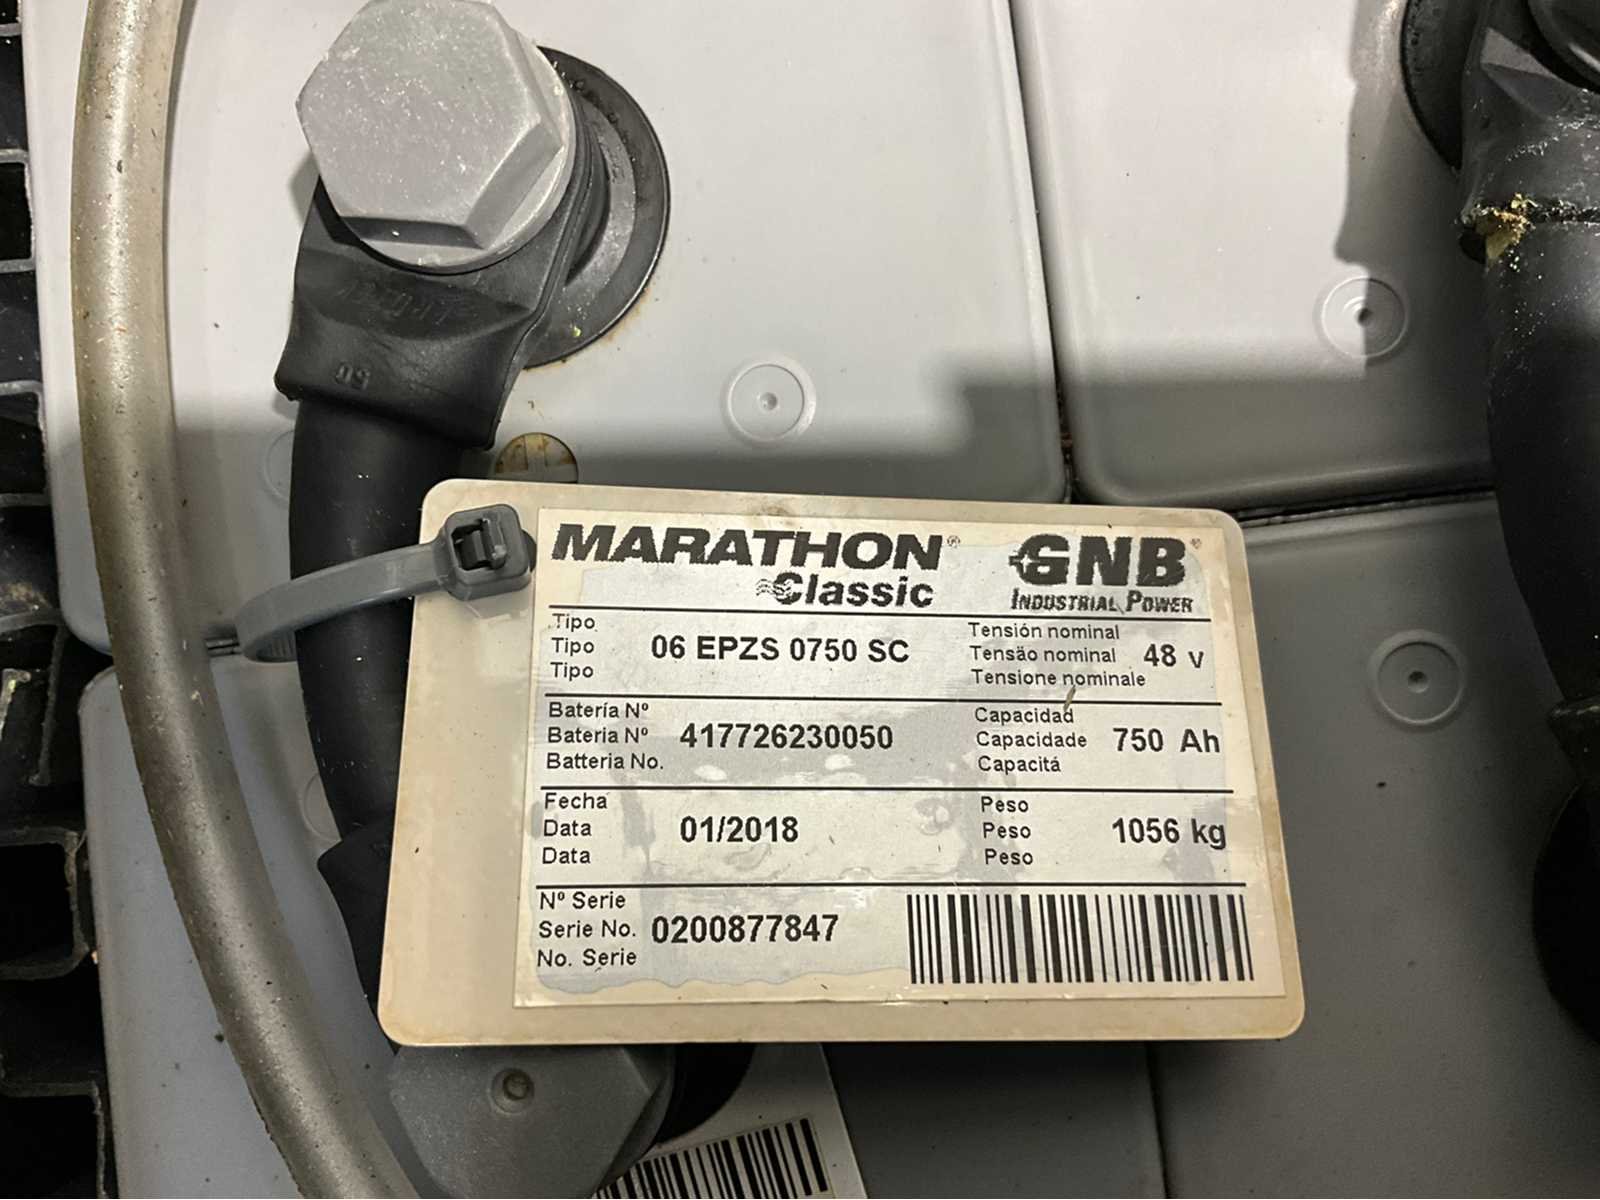 50
MARATHON®
Classic
GNB®
INDUSTRIAL POWER
Tipo
Tipo 06 EPZS 0750 SC
Tipo
Tensión nominal
Tensão nominal 48 v
Tensione nominale
Batería Nº
Bateria Nº 417726230050
Batteria No.
Capacidad
Capacidade 750 Ah
Capacitá
Fecha
Data 01/2018
Data
Peso
Peso 1056 kg
Peso
Nº Serie
Serie No. 0200877847
No. Serie